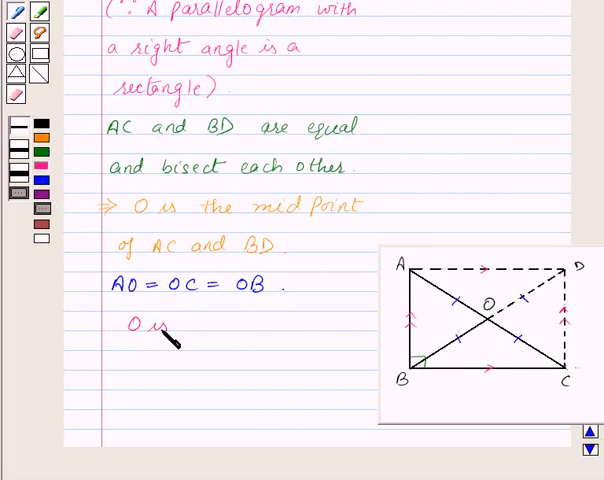 (∵ A parallelogram with
a right angle is a
rectangle).
AC and BD are equal
and bisect each other.
⇒ O is the mid point
of AC and BD.
AO = OC = OB .
O is
A
D
O
B
C